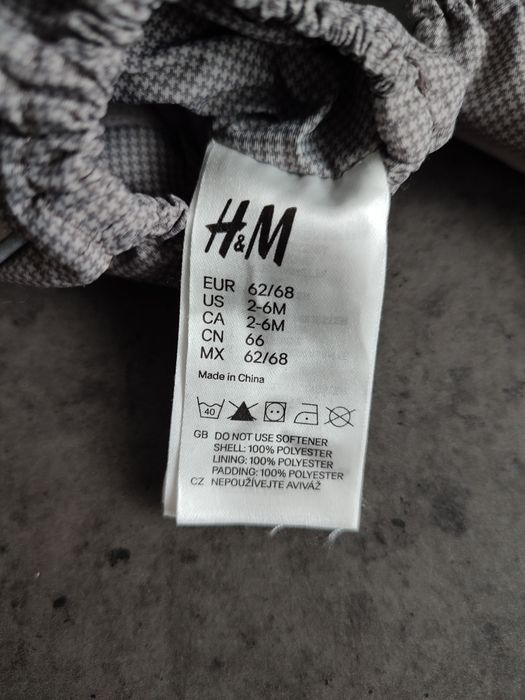 H&M
EUR 62/68
US 2-6M
CA 2-6M
CN 66
MX 62/68
Made in China
40
GB DO NOT USE SOFTENER
SHELL: 100% POLYESTER
LINING: 100% POLYESTER
PADDING: 100% POLYESTER
CZ NEPOUŽÍVEJTE AVIVÁŽ